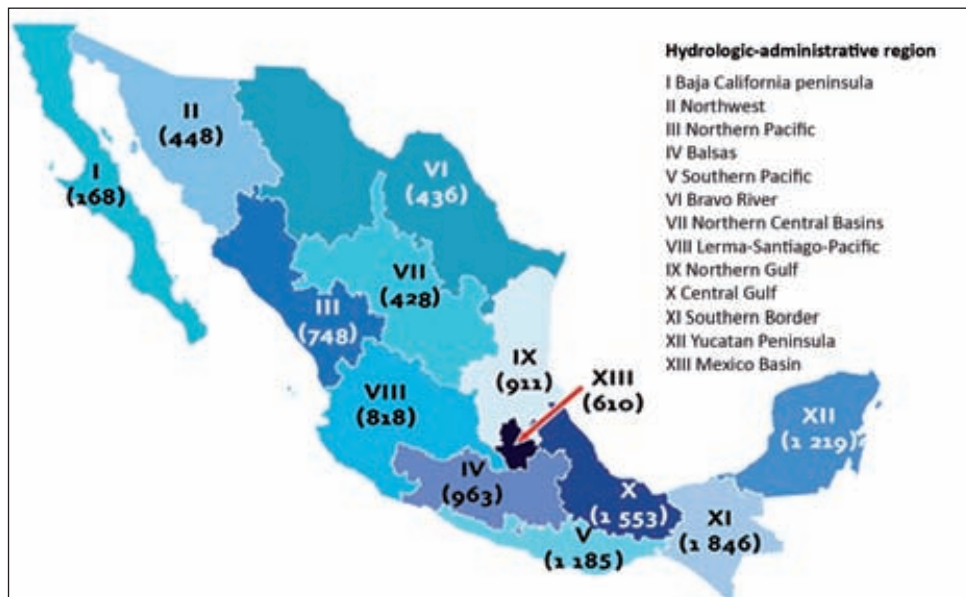 Hydrologic-administrative region
I Baja California peninsula
II Northwest
III Northern Pacific
IV Balsas
V Southern Pacific
VI Bravo River
VII Northern Central Basins
VIII Lerma-Santiago-Pacific
IX Northern Gulf
X Central Gulf
XI Southern Border
XII Yucatan Peninsula
XIII Mexico Basin
I
(168)
II
(448)
VI
(436)
VII
(428)
III
(748)
VIII
(818)
IX
(911)
XIII
(610)
IV
(963)
V
(1 185)
X
(1 553)
XI
(1 846)
XII
(1 219)